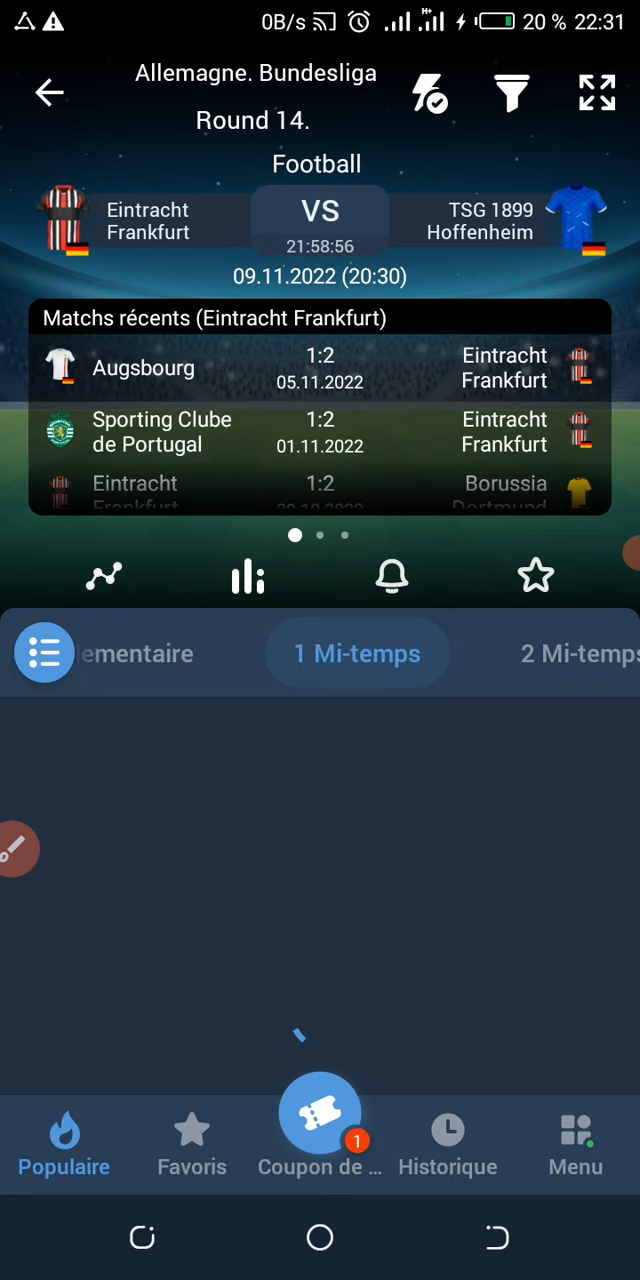 0B/s H+ 20 % 22:31
Allemagne. Bundesliga
Round 14.
Football
Eintracht
Frankfurt
VS
TSG 1899
Hoffenheim
21:58:56
09.11.2022 (20:30)
Matchs récents (Eintracht Frankfurt)
Augsbourg
1:2
05.11.2022
Eintracht
Frankfurt
Sporting Clube
de Portugal
1:2
01.11.2022
Eintracht
Frankfurt
Eintracht
Frankfurt
1:2
Borussia
Dortmund
ementaire
1 Mi-temps
2 Mi-temps
1
Populaire
Favoris
Coupon de ...
Historique
Menu